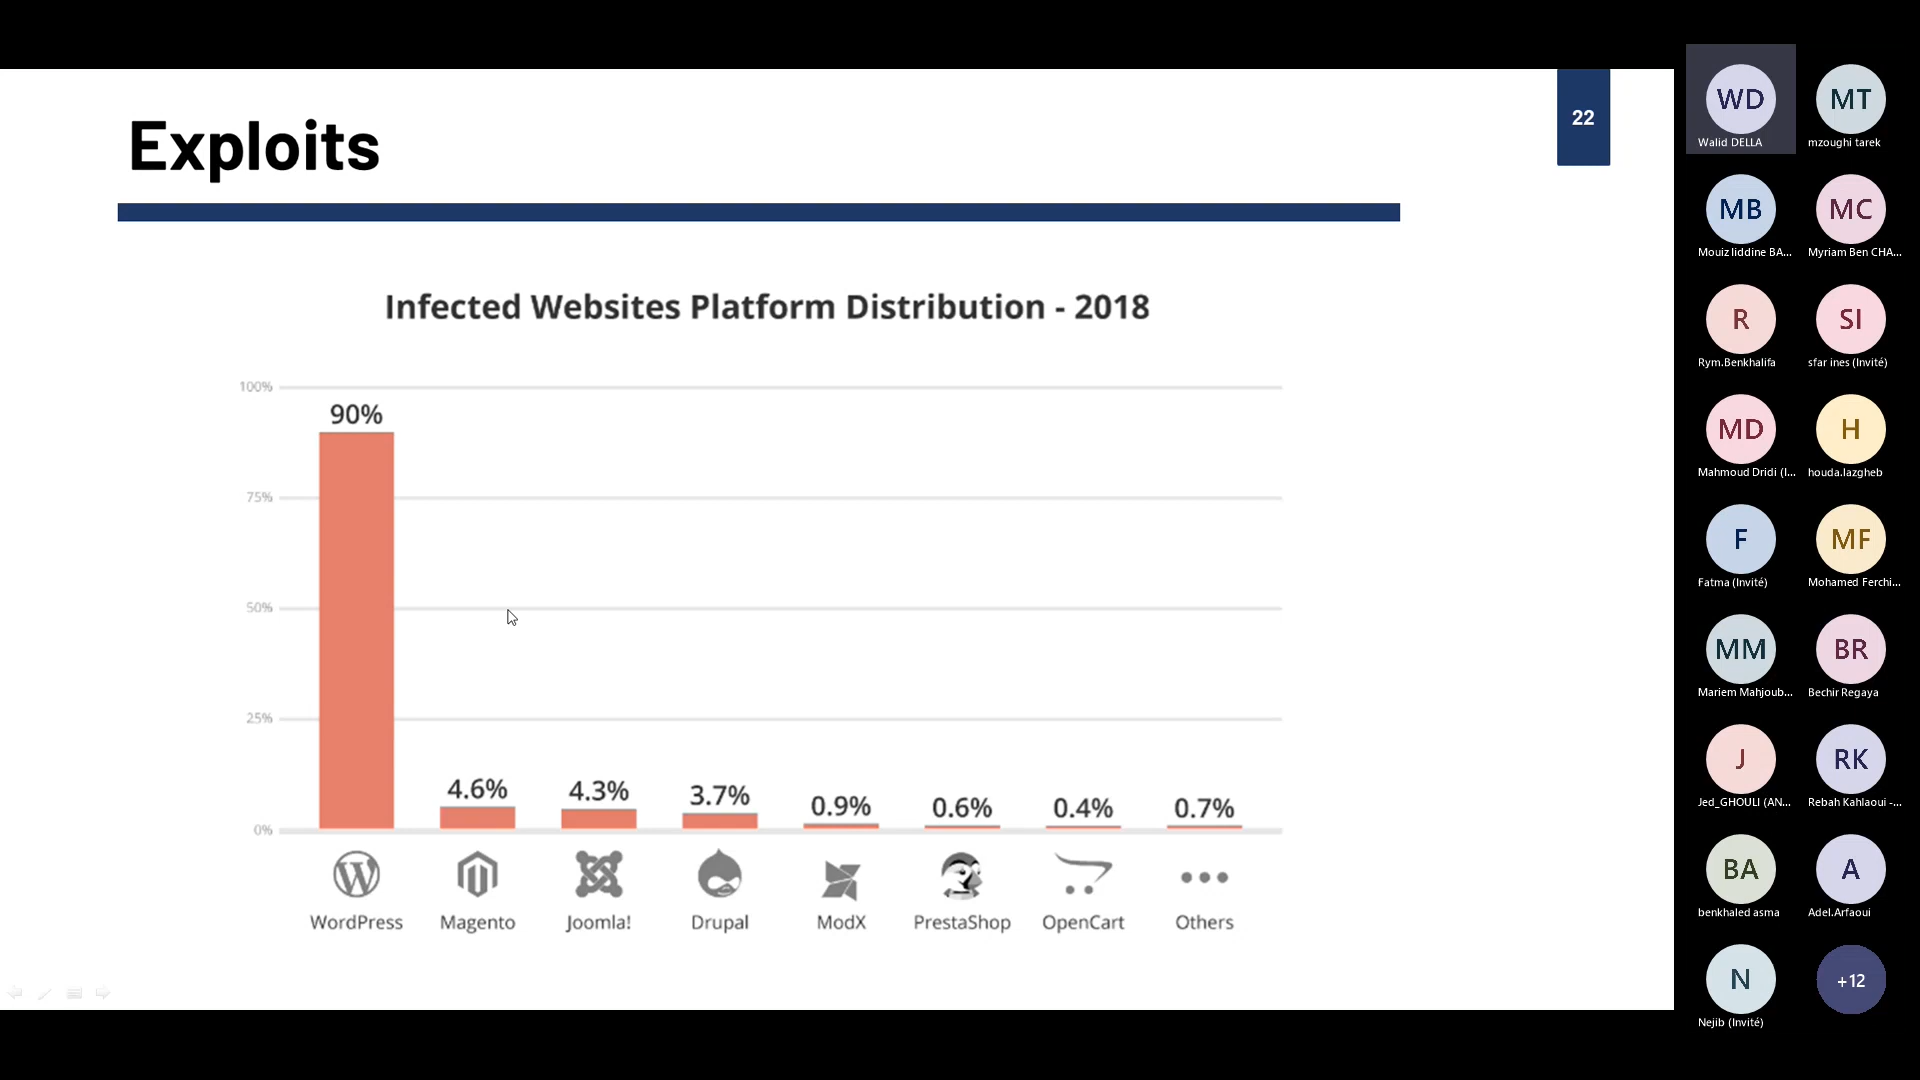 Exploits
22
Infected Websites Platform Distribution - 2018
100%
90%
75%
50%
25%
0%
4.6%
4.3%
3.7%
0.9%
0.6%
0.4%
0.7%
WordPress
Magento
Joomla!
Drupal
ModX
PrestaShop
OpenCart
Others
WD
Walid DELLA
MT
mzoughi tarek
MB
Mouiz liddine BA...
MC
Myriam Ben CHA...
R
Rym.Benkhalifa
SI
sfar ines (Invité)
MD
Mahmoud Dridi (I...
H
houda.lazgheb
F
Fatma (Invité)
MF
Mohamed Ferchi...
MM
Mariem Mahjoub...
BR
Bechir Regaya
J
Jed_GHOULI (AN...
RK
Rebah Kahlaoui -...
BA
benkhaled asma
A
Adel.Arfaoui
N
Nejib (Invité)
+12